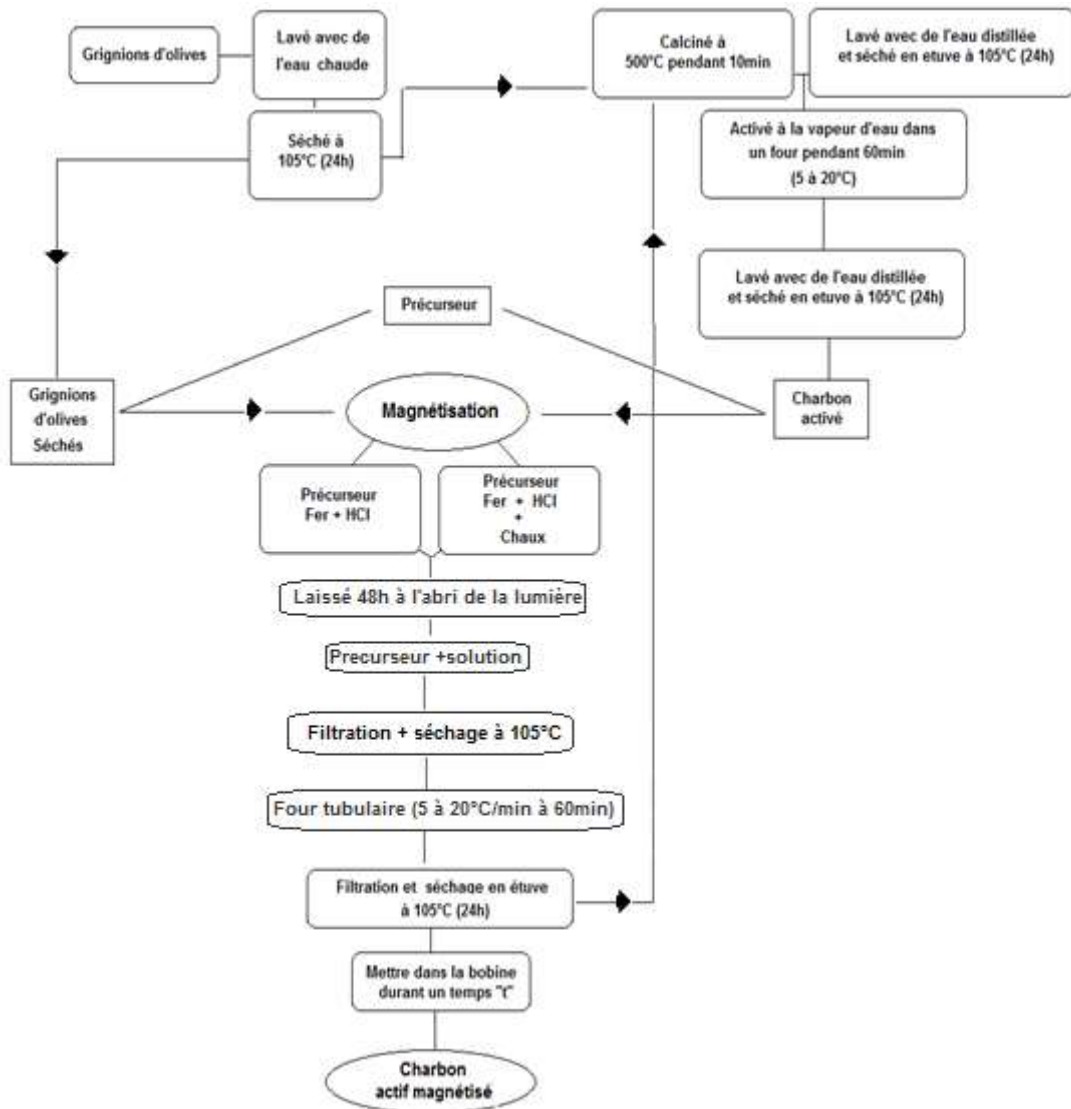 Grignions d'olives
Lavé avec de
l'eau chaude
Séché à
105°C (24h)
Calciné à
500°C pendant 10min
Lavé avec de l'eau distillée
et séché en etuve à 105°C (24h)
Activé à la vapeur d'eau dans
un four pendant 60min
(5 à 20°C)
Lavé avec de l'eau distillée
et séché en etuve à 105°C (24h)
Précurseur
Grignions
d'olives
Séchés
Magnétisation
Charbon
activé
Précurseur
Fer + HCl
Précurseur
Fer + HCl
+
Chaux
Laissé 48h à l'abri de la lumière
Precurseur +solution
Filtration + séchage à 105°C
Four tubulaire (5 à 20°C/min à 60min)
Filtration et séchage en étuve
à 105°C (24h)
Mettre dans la bobine
durant un temps "t"
Charbon
actif magnétisé